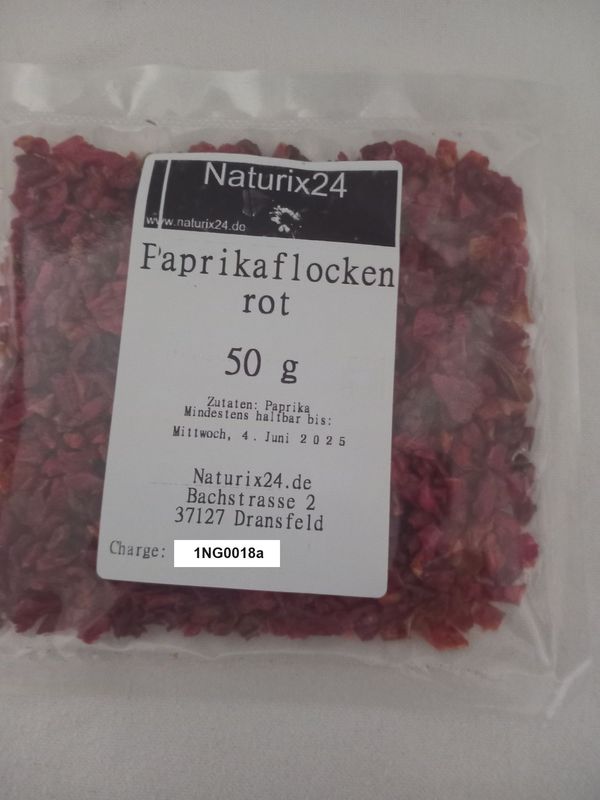 Naturix24
www.naturix24.de
Paprikaflocken
rot
50 g
Zutaten: Paprika
Mindestens haltbar bis:
Mittwoch, 4. Juni 2025
Naturix24.de
Bachstrasse 2
37127 Dransfeld
Charge: 1NG0018a